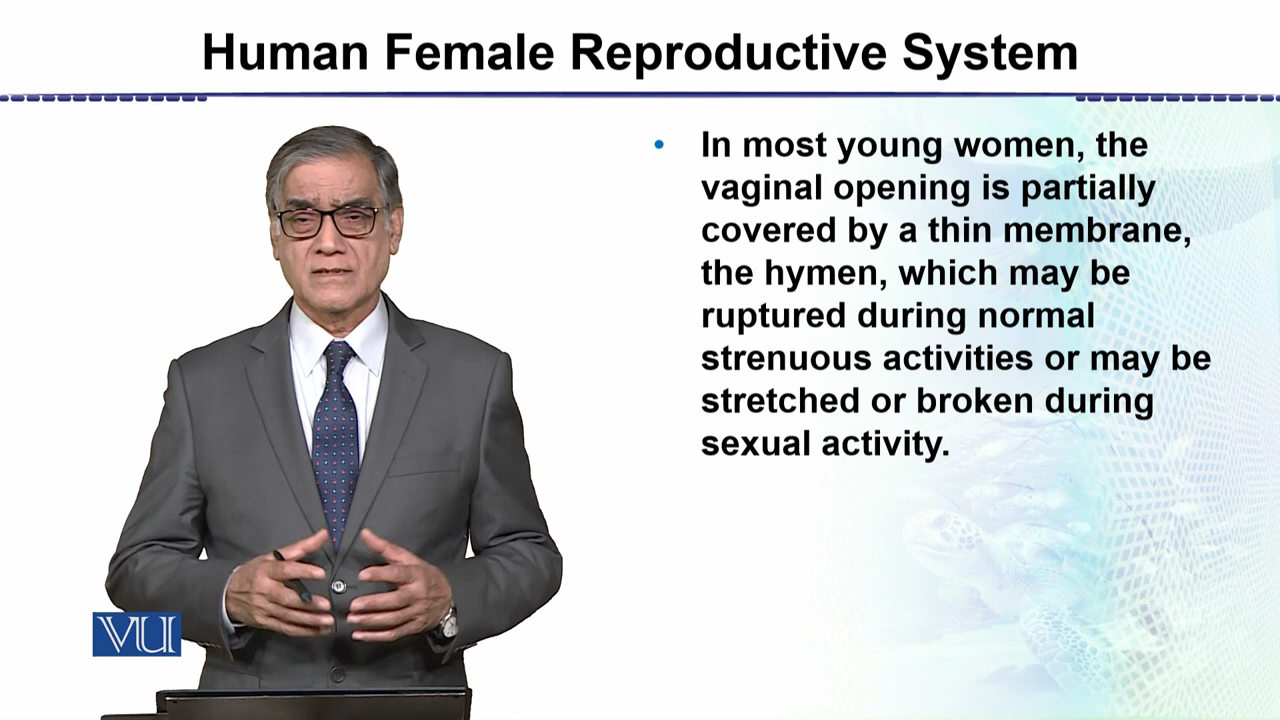 Human Female Reproductive System
• In most young women, the
vaginal opening is partially
covered by a thin membrane,
the hymen, which may be
ruptured during normal
strenuous activities or may be
stretched or broken during
sexual activity.
VU